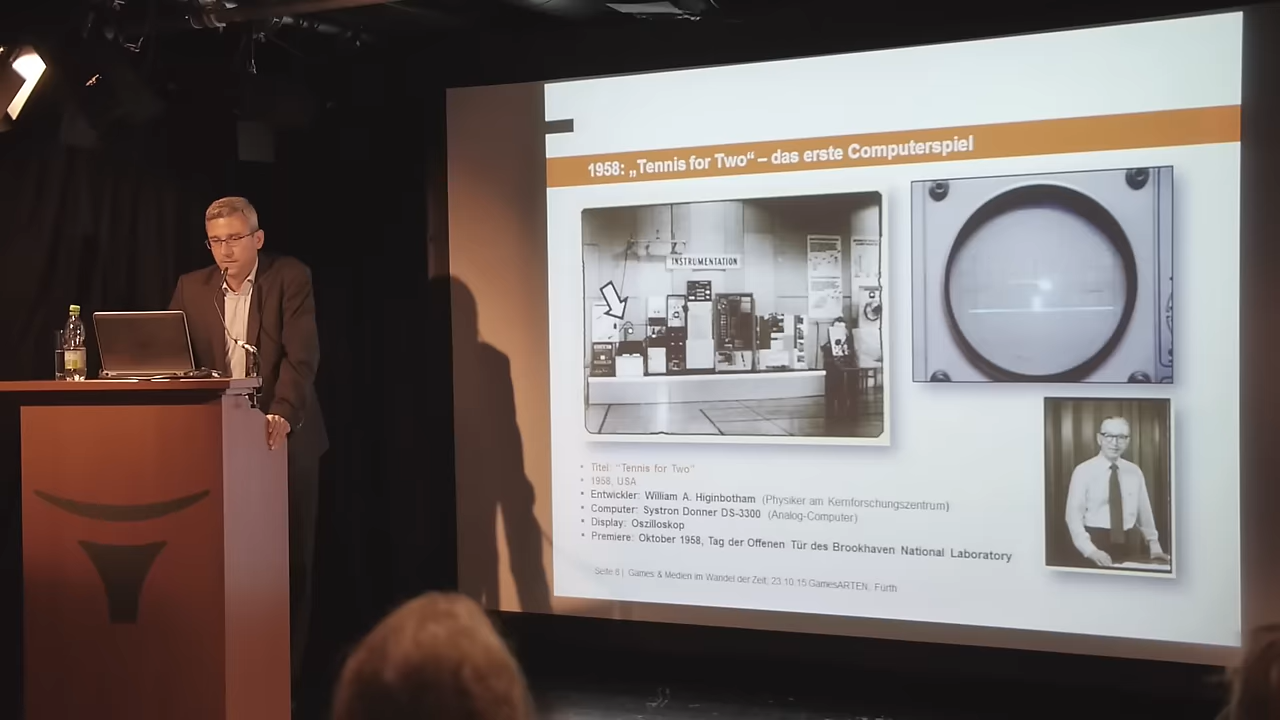 1958: „Tennis for Two“ – das erste Computerspiel
INSTRUMENTATION
• Titel: “Tennis for Two”
• 1958, USA
• Entwickler: William A. Higinbotham (Physiker am Kernforschungszentrum)
• Computer: Systron Donner DS-3300 (Analog-Computer)
• Display: Oszilloskop
• Premiere: Oktober 1958, Tag der Offenen Tür des Brookhaven National Laboratory
Seite 8 | Games & Medien im Wandel der Zeit, 23.10.15 GamesARTEN, Fürth